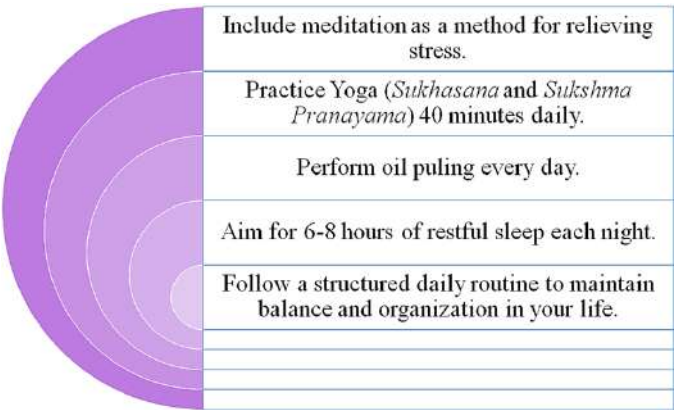 Include meditation as a method for relieving
stress.
Practice Yoga (Sukhasana and Sukshma
Pranayama) 40 minutes daily.
Perform oil puling every day.
Aim for 6-8 hours of restful sleep each night.
Follow a structured daily routine to maintain
balance and organization in your life.